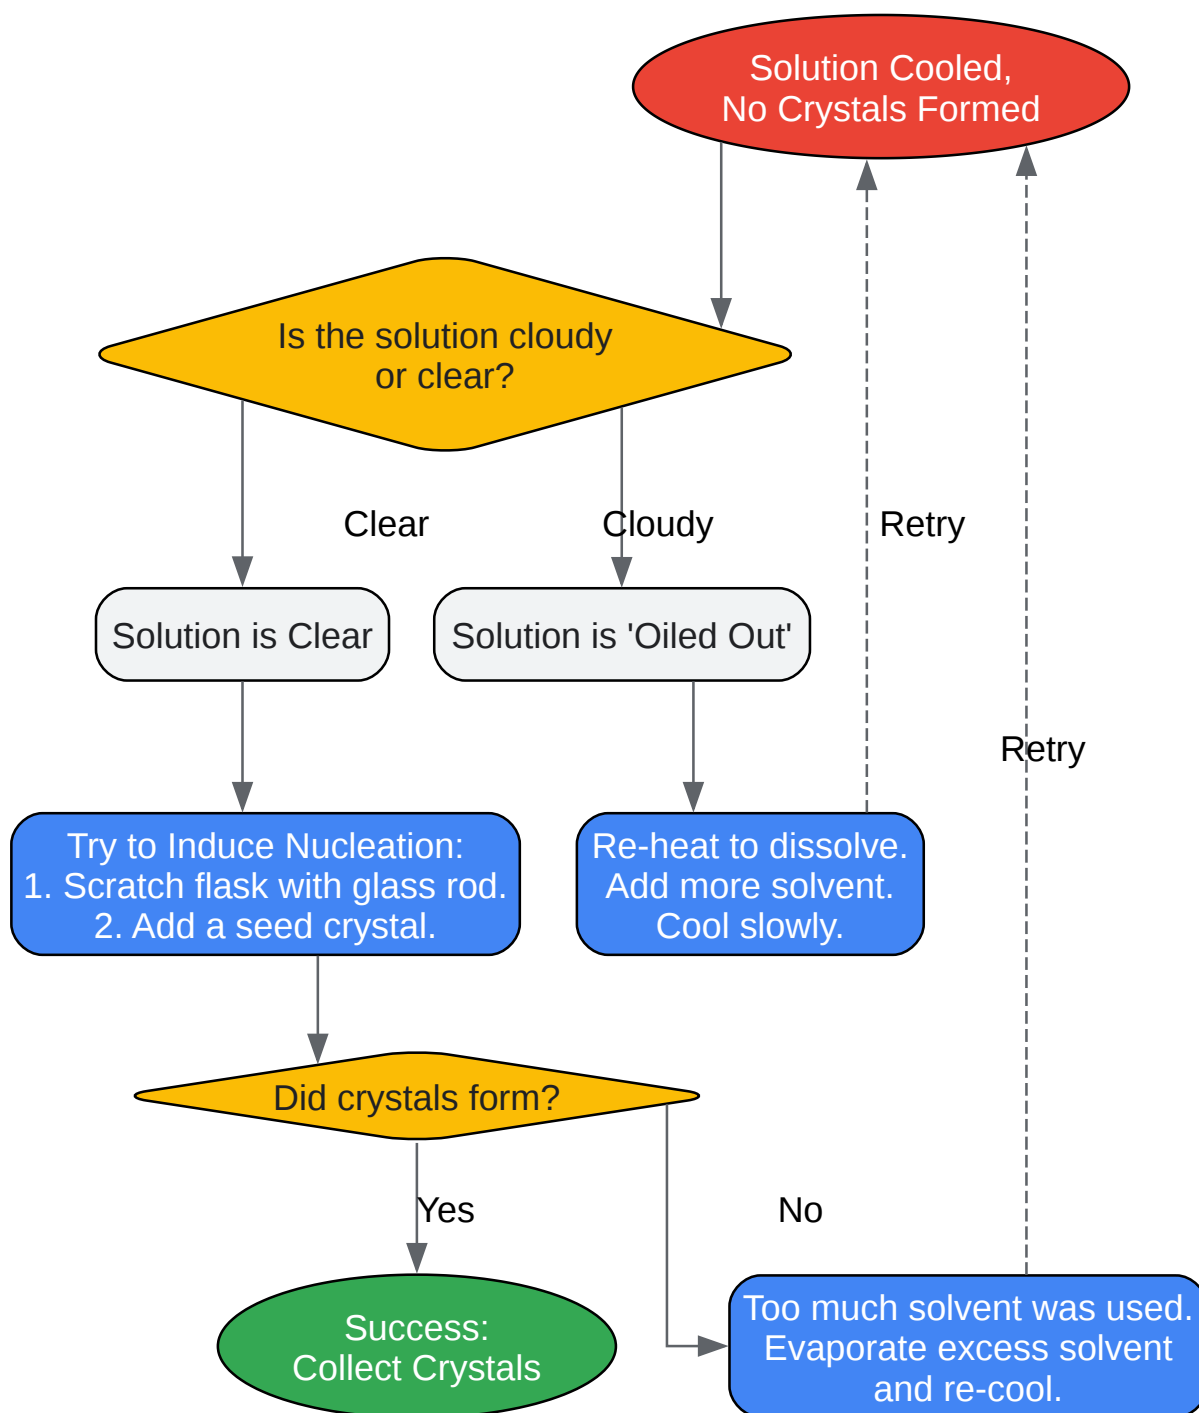 Solution Cooled,
No Crystals Formed
Is the solution cloudy
or clear?
Clear
Cloudy
Retry
Solution is Clear
Solution is 'Oiled Out'
Retry
Try to Induce Nucleation:
1. Scratch flask with glass rod.
2. Add a seed crystal.
Re-heat to dissolve.
Add more solvent.
Cool slowly.
Did crystals form?
Yes
No
Success:
Collect Crystals
Too much solvent was used.
Evaporate excess solvent
and re-cool.